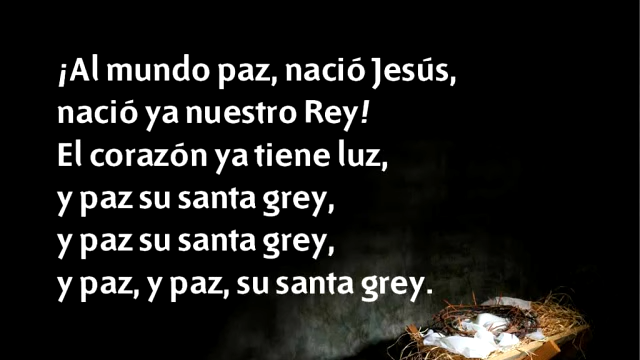 ¡Al mundo paz, nació Jesús,
nació ya nuestro Rey!
El corazón ya tiene luz,
y paz su santa grey,
y paz su santa grey,
y paz, y paz, su santa grey.